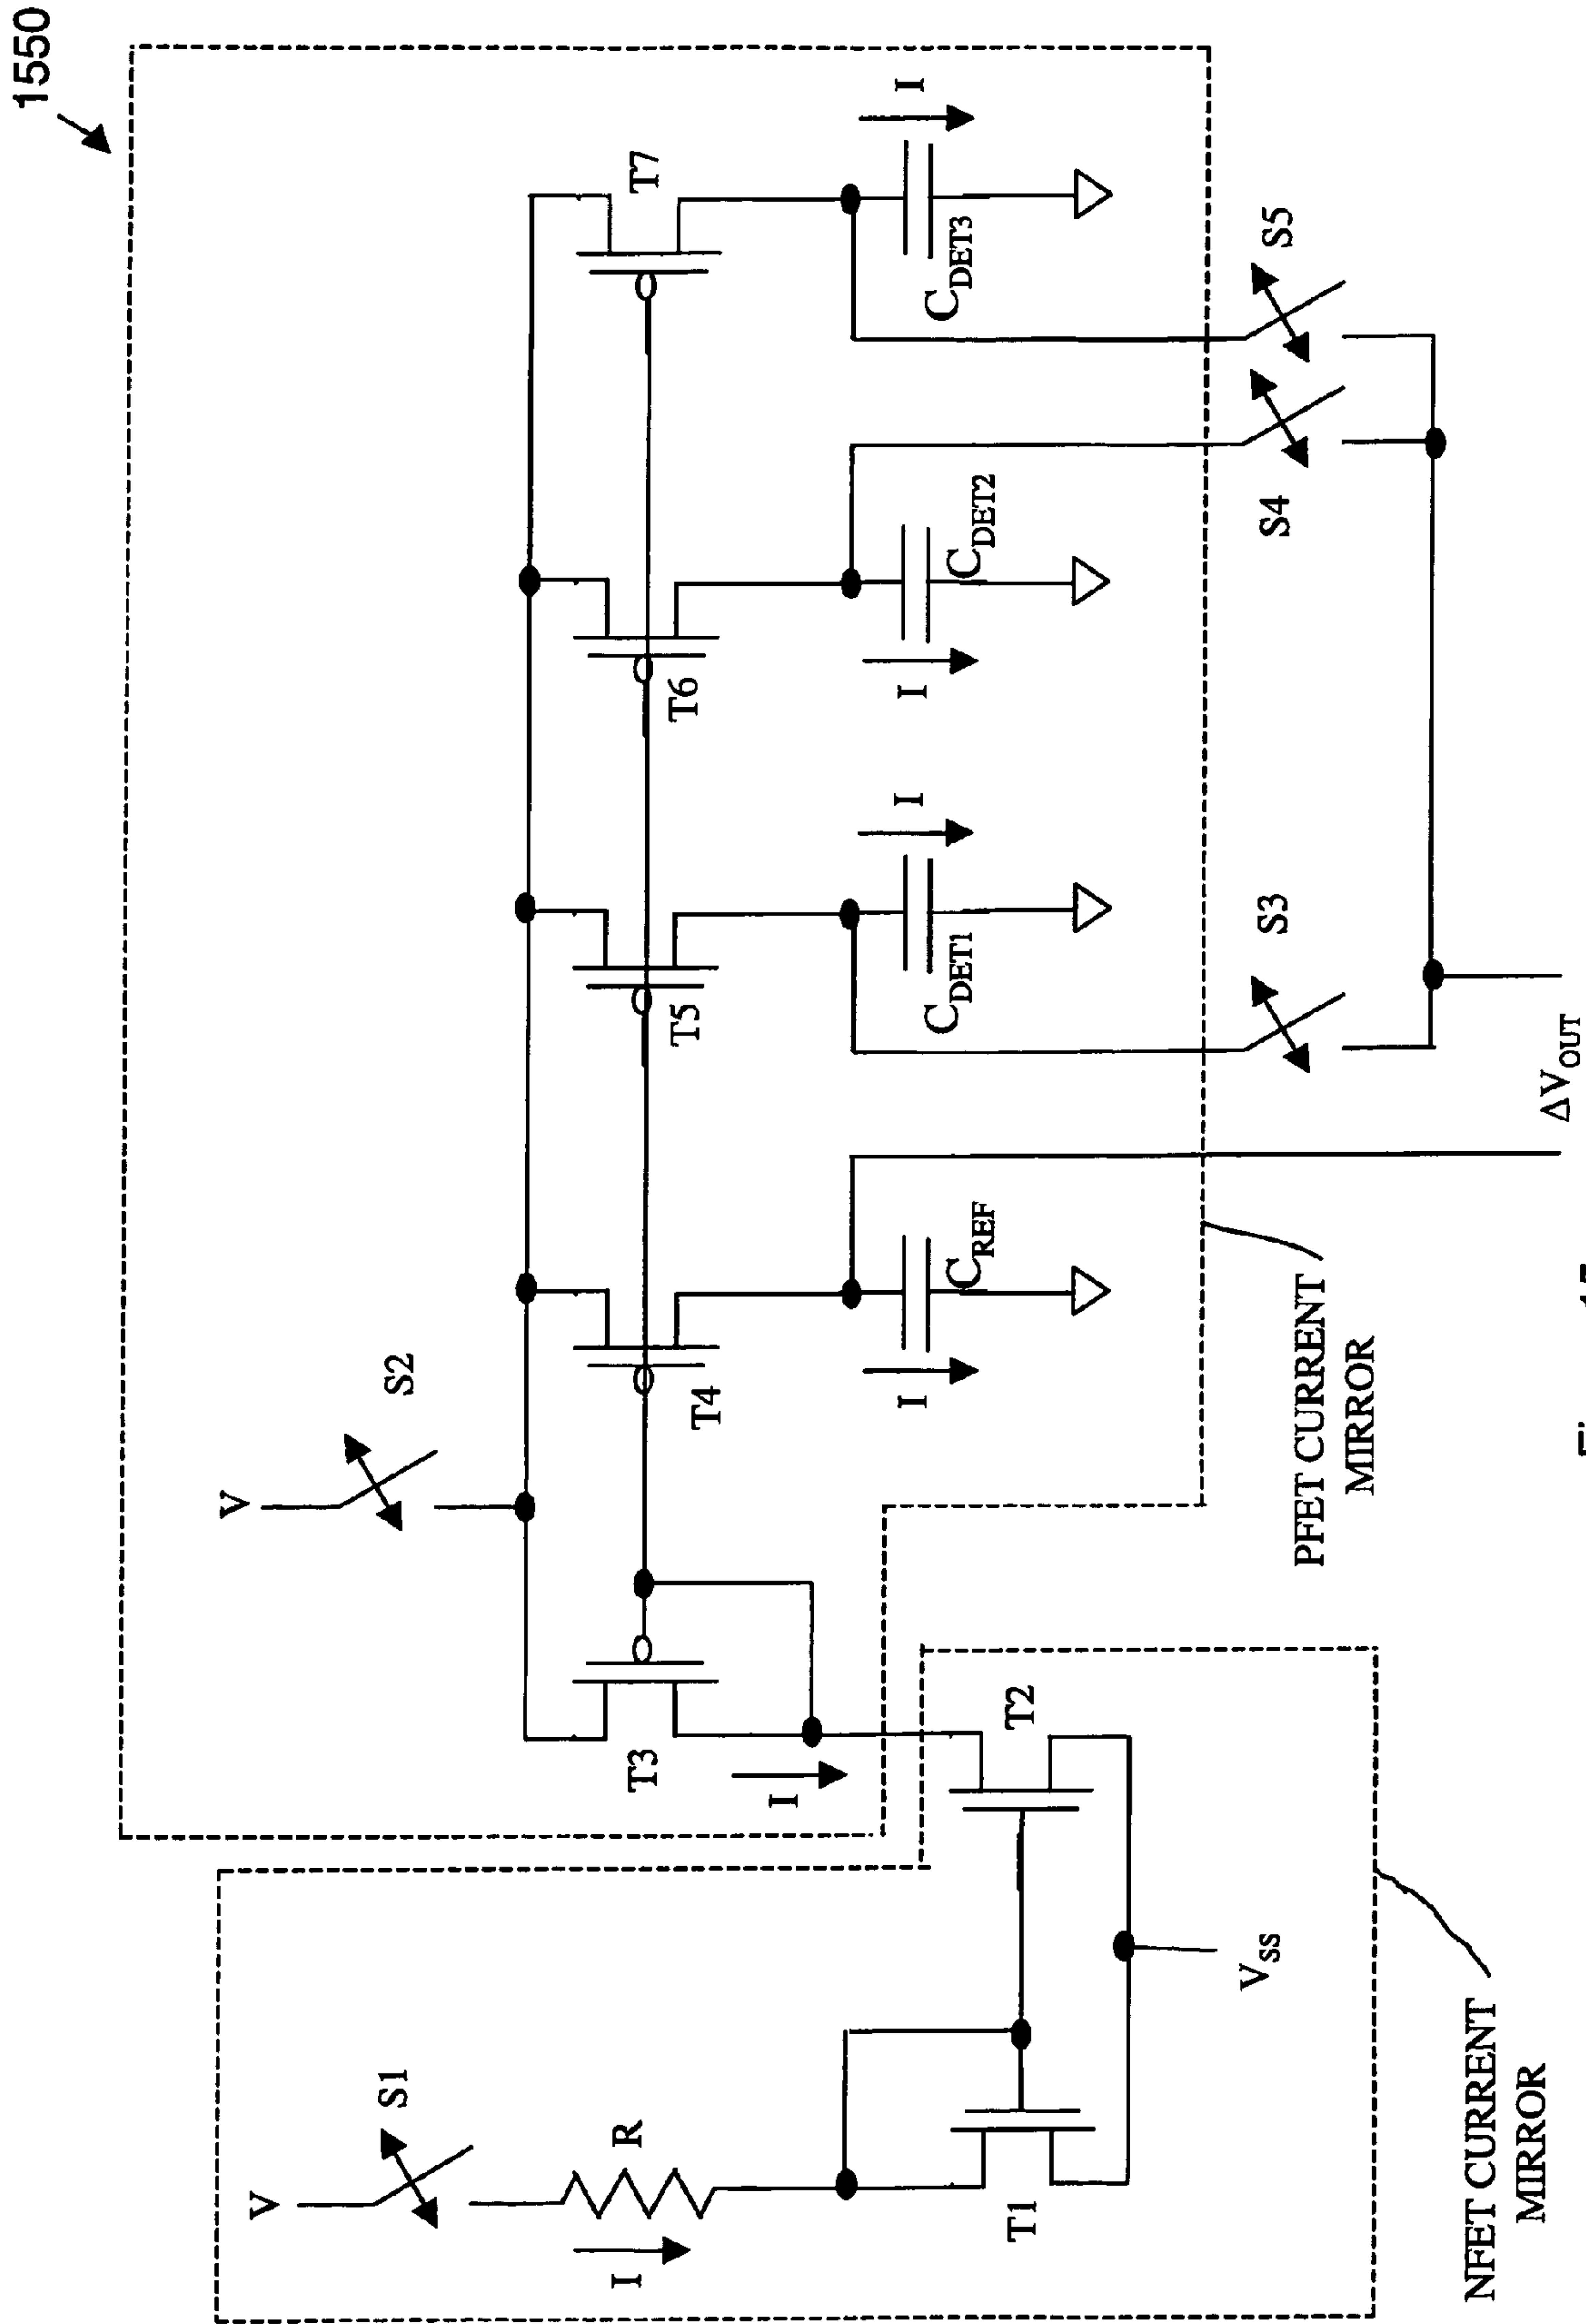 1550
V
S1
R
I
T1
T2
VSS
NFET CURRENT
MIRROR
V
S2
T3
I
T4
T5
T6
T7
I
CREF
CDET1
I
I
CDET2
CDET3
I
PFET CURRENT
MIRROR
S3
S4
S5
ΔVOUT